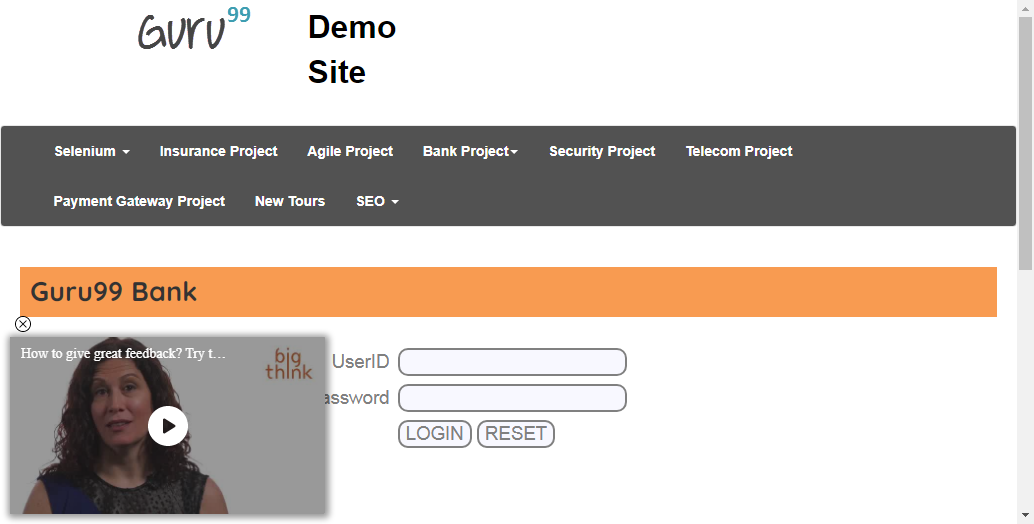 Guru99
Demo
Site
Selenium Insurance Project Agile Project Bank Project Security Project Telecom Project
Payment Gateway Project New Tours SEO
Guru99 Bank
How to give great feedback? Try t...
big
think
UserID
assword
LOGIN RESET